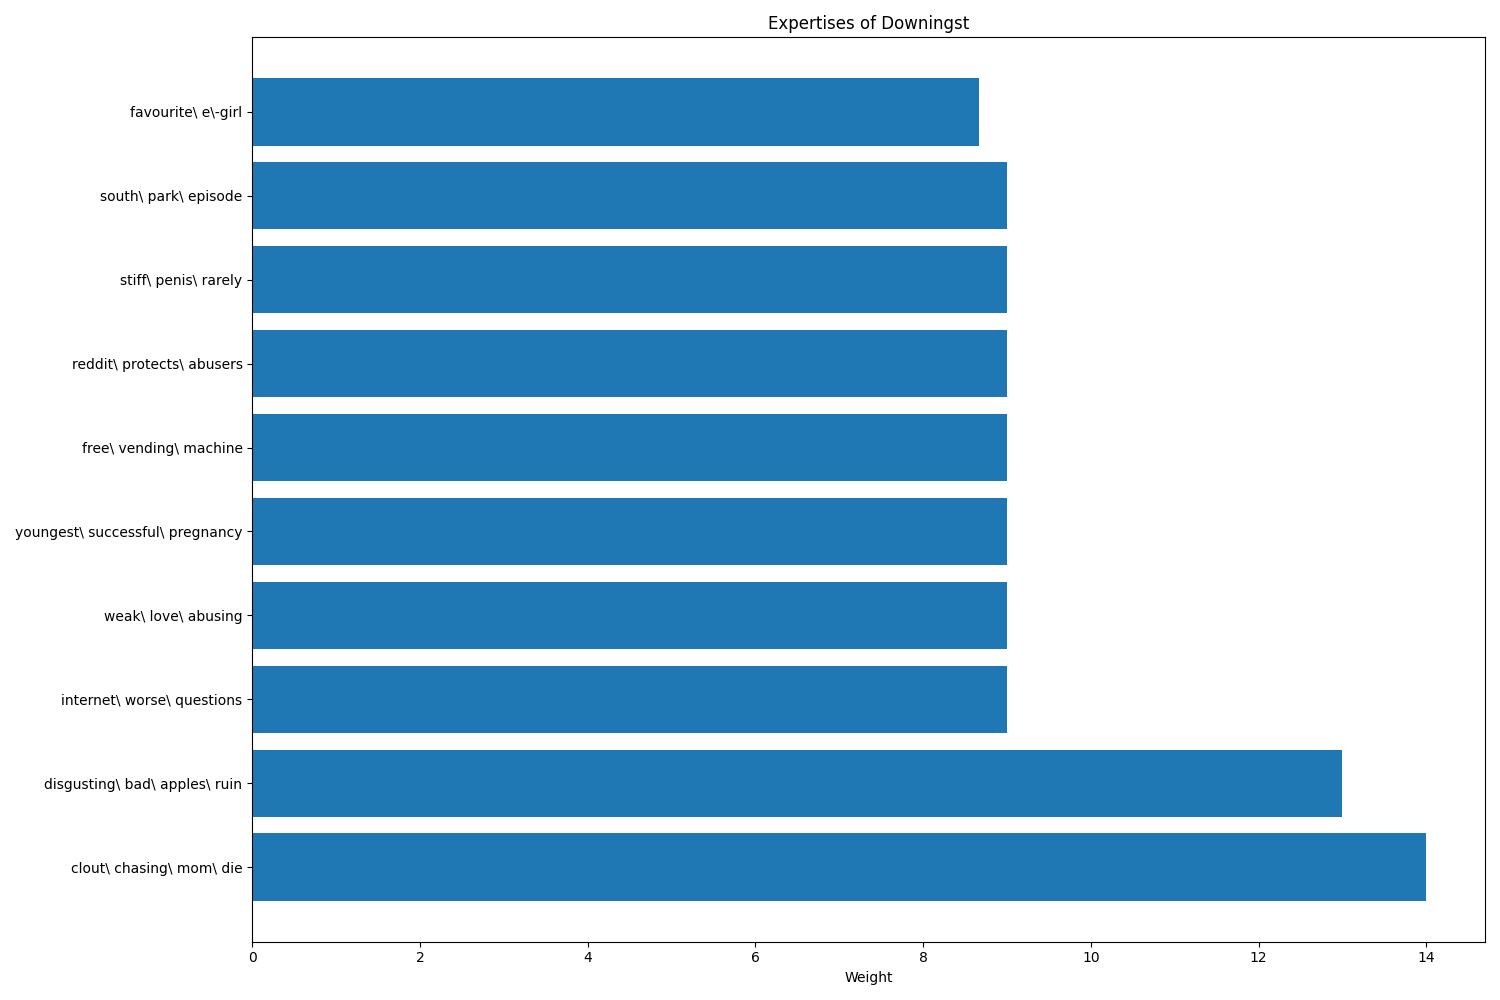 Expertises of Downingst
favourite\ e\-girl
south\ park\ episode
stiff\ penis\ rarely
reddit\ protects\ abusers
free\ vending\ machine
youngest\ successful\ pregnancy
weak\ love\ abusing
internet\ worse\ questions
disgusting\ bad\ apples\ ruin
clout\ chasing\ mom\ die
0 2 4 6 8 10 12 14
Weight